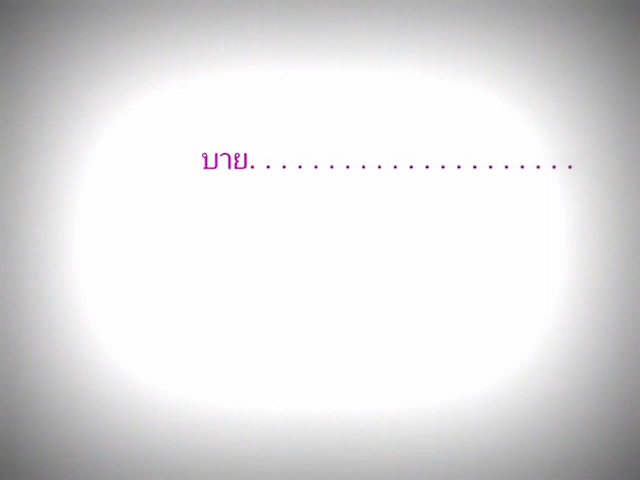 บาย. . . . . . . . . . . . . . . . . . . . .